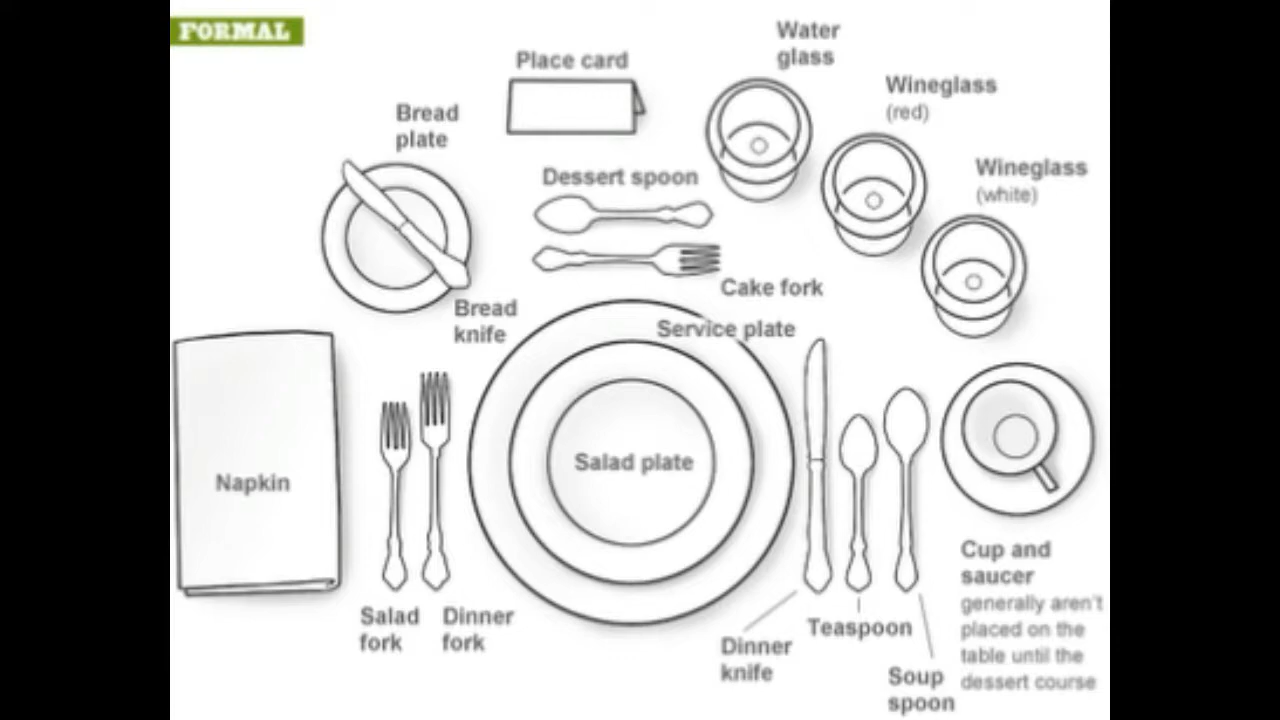 FORMAL
Water
glass
Place card
Wineglass
(red)
Bread
plate
Wineglass
(white)
Dessert spoon
Cake fork
Bread
knife
Service plate
Salad plate
Napkin
Cup and
saucer
generally aren't
placed on the
table until the
dessert course
Salad
fork
Dinner
fork
Teaspoon
Dinner
knife
Soup
spoon